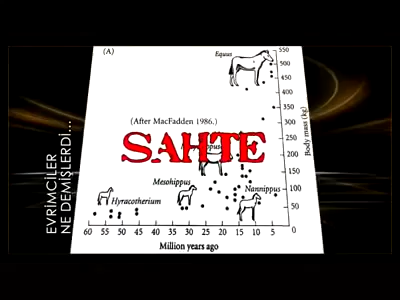 (A)
Equus
550
500
450
400
350
300
250
200
150
100
50
0
Body mass (kg)
(After MacFadden 1986.)
SAHTE
Mesohippus
Hyracotherium
Nannippus
60 55 50 45 40 35 30 25 20 15 10 5 0
Million years ago
EVRİMCİLER
NE DEMİŞLERDİ...